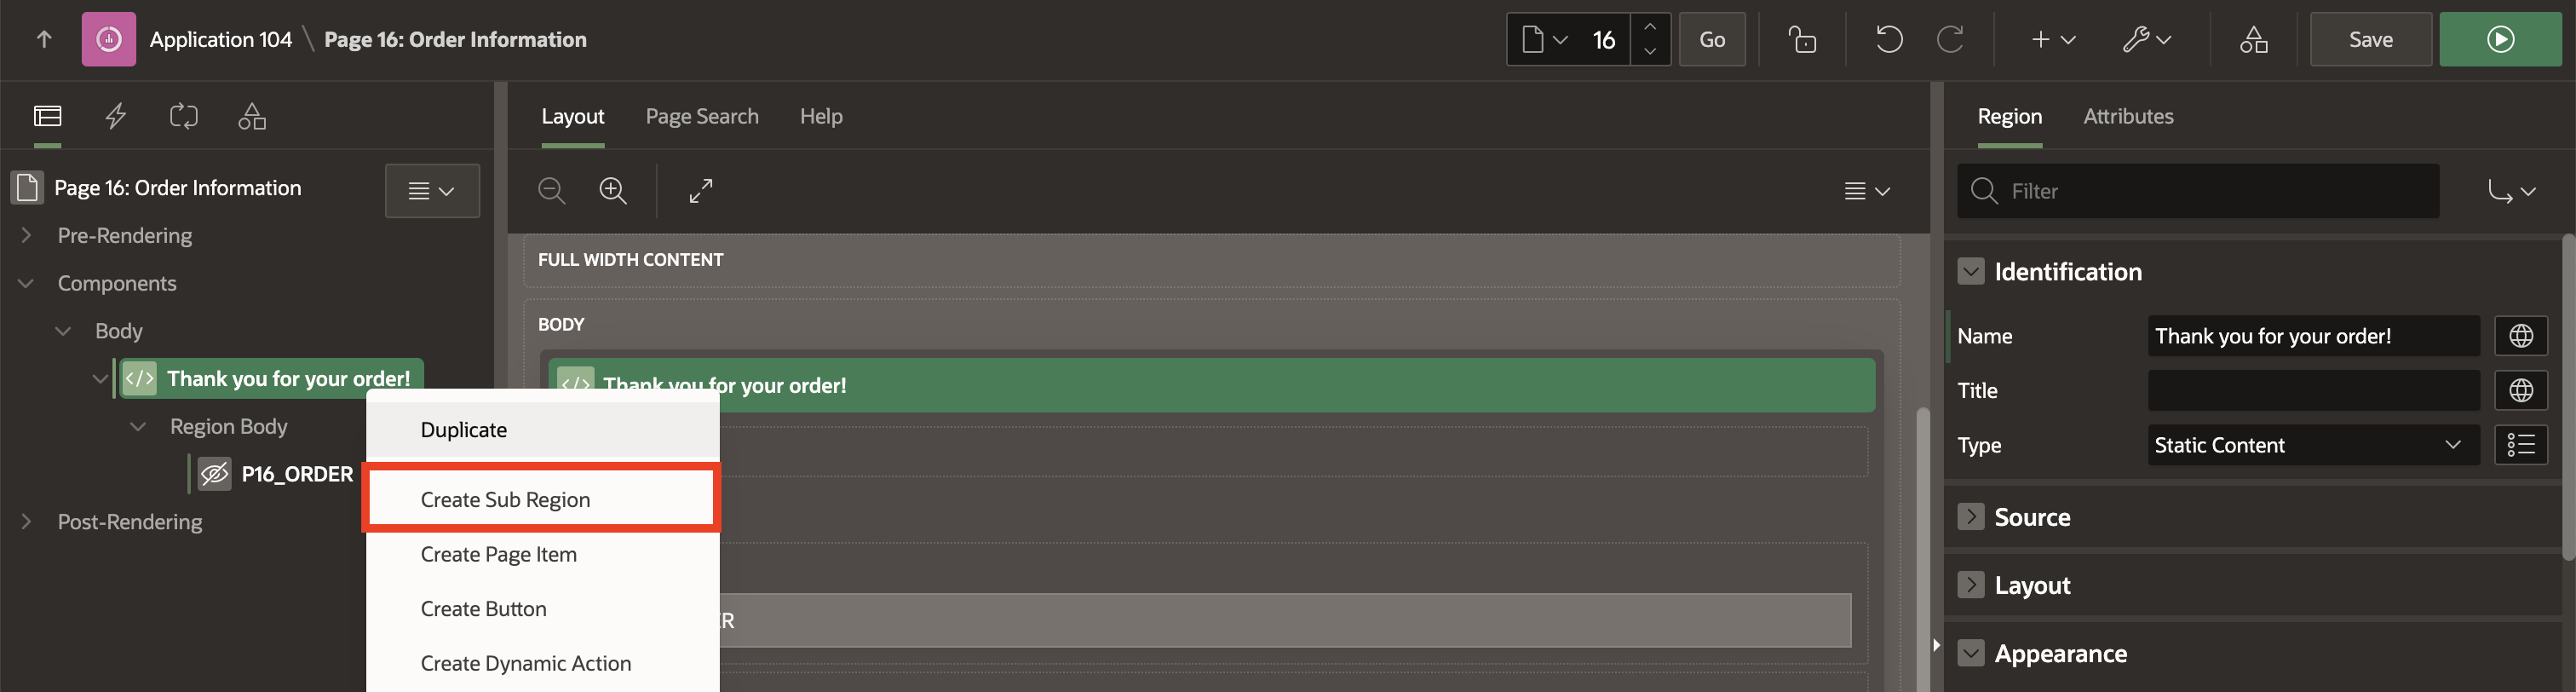 Application 104 \ Page 16: Order Information
16
Go
Save
Layout
Page Search
Help
Region
Attributes
Page 16: Order Information
Filter
Pre-Rendering
Components
Body
Thank you for your order!
Region Body
P16_ORDER
Post-Rendering
Duplicate
Create Sub Region
Create Page Item
Create Button
Create Dynamic Action
FULL WIDTH CONTENT
BODY
</> Thank you for your order!
ER
Identification
Name
Thank you for your order!
Title
Type
Static Content
Source
Layout
Appearance